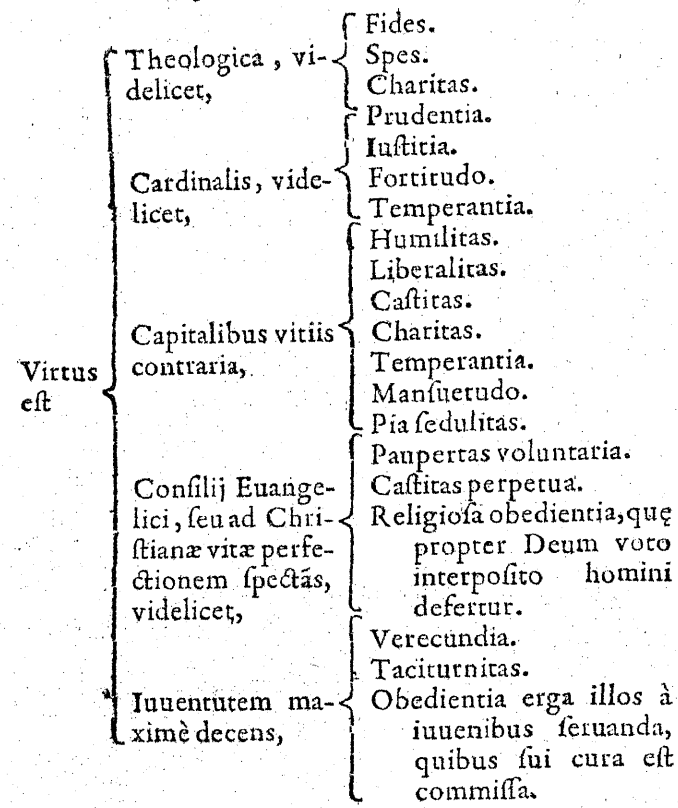 Virtus
eſt
Theologica, vi-
delicet,
Fides.
Spes.
Charitas.
Cardinalis, vide-
licet,
Prudentia.
Iuſtitia.
Fortitudo.
Temperantia.
Capitalibus vitiis
contraria,
Humilitas.
Liberalitas.
Caſtitas.
Charitas.
Temperantia.
Manſuetudo.
Pia ſedulitas.
Conſilij Euange-
lici, ſeu ad Chri-
ſtianæ vitæ perfe-
ctionem ſpectãs,
videlicet,
Paupertas voluntaria.
Caſtitas perpetua.
Religioſa obedientia, quę
propter Deum voto
interpoſito homini
defertur.
Iuuentutem ma-
ximè decens,
Verecundia.
Taciturnitas.
Obedientia erga illos à
iuuenibus ſeruanda,
quibus ſui cura eſt
commiſſa.